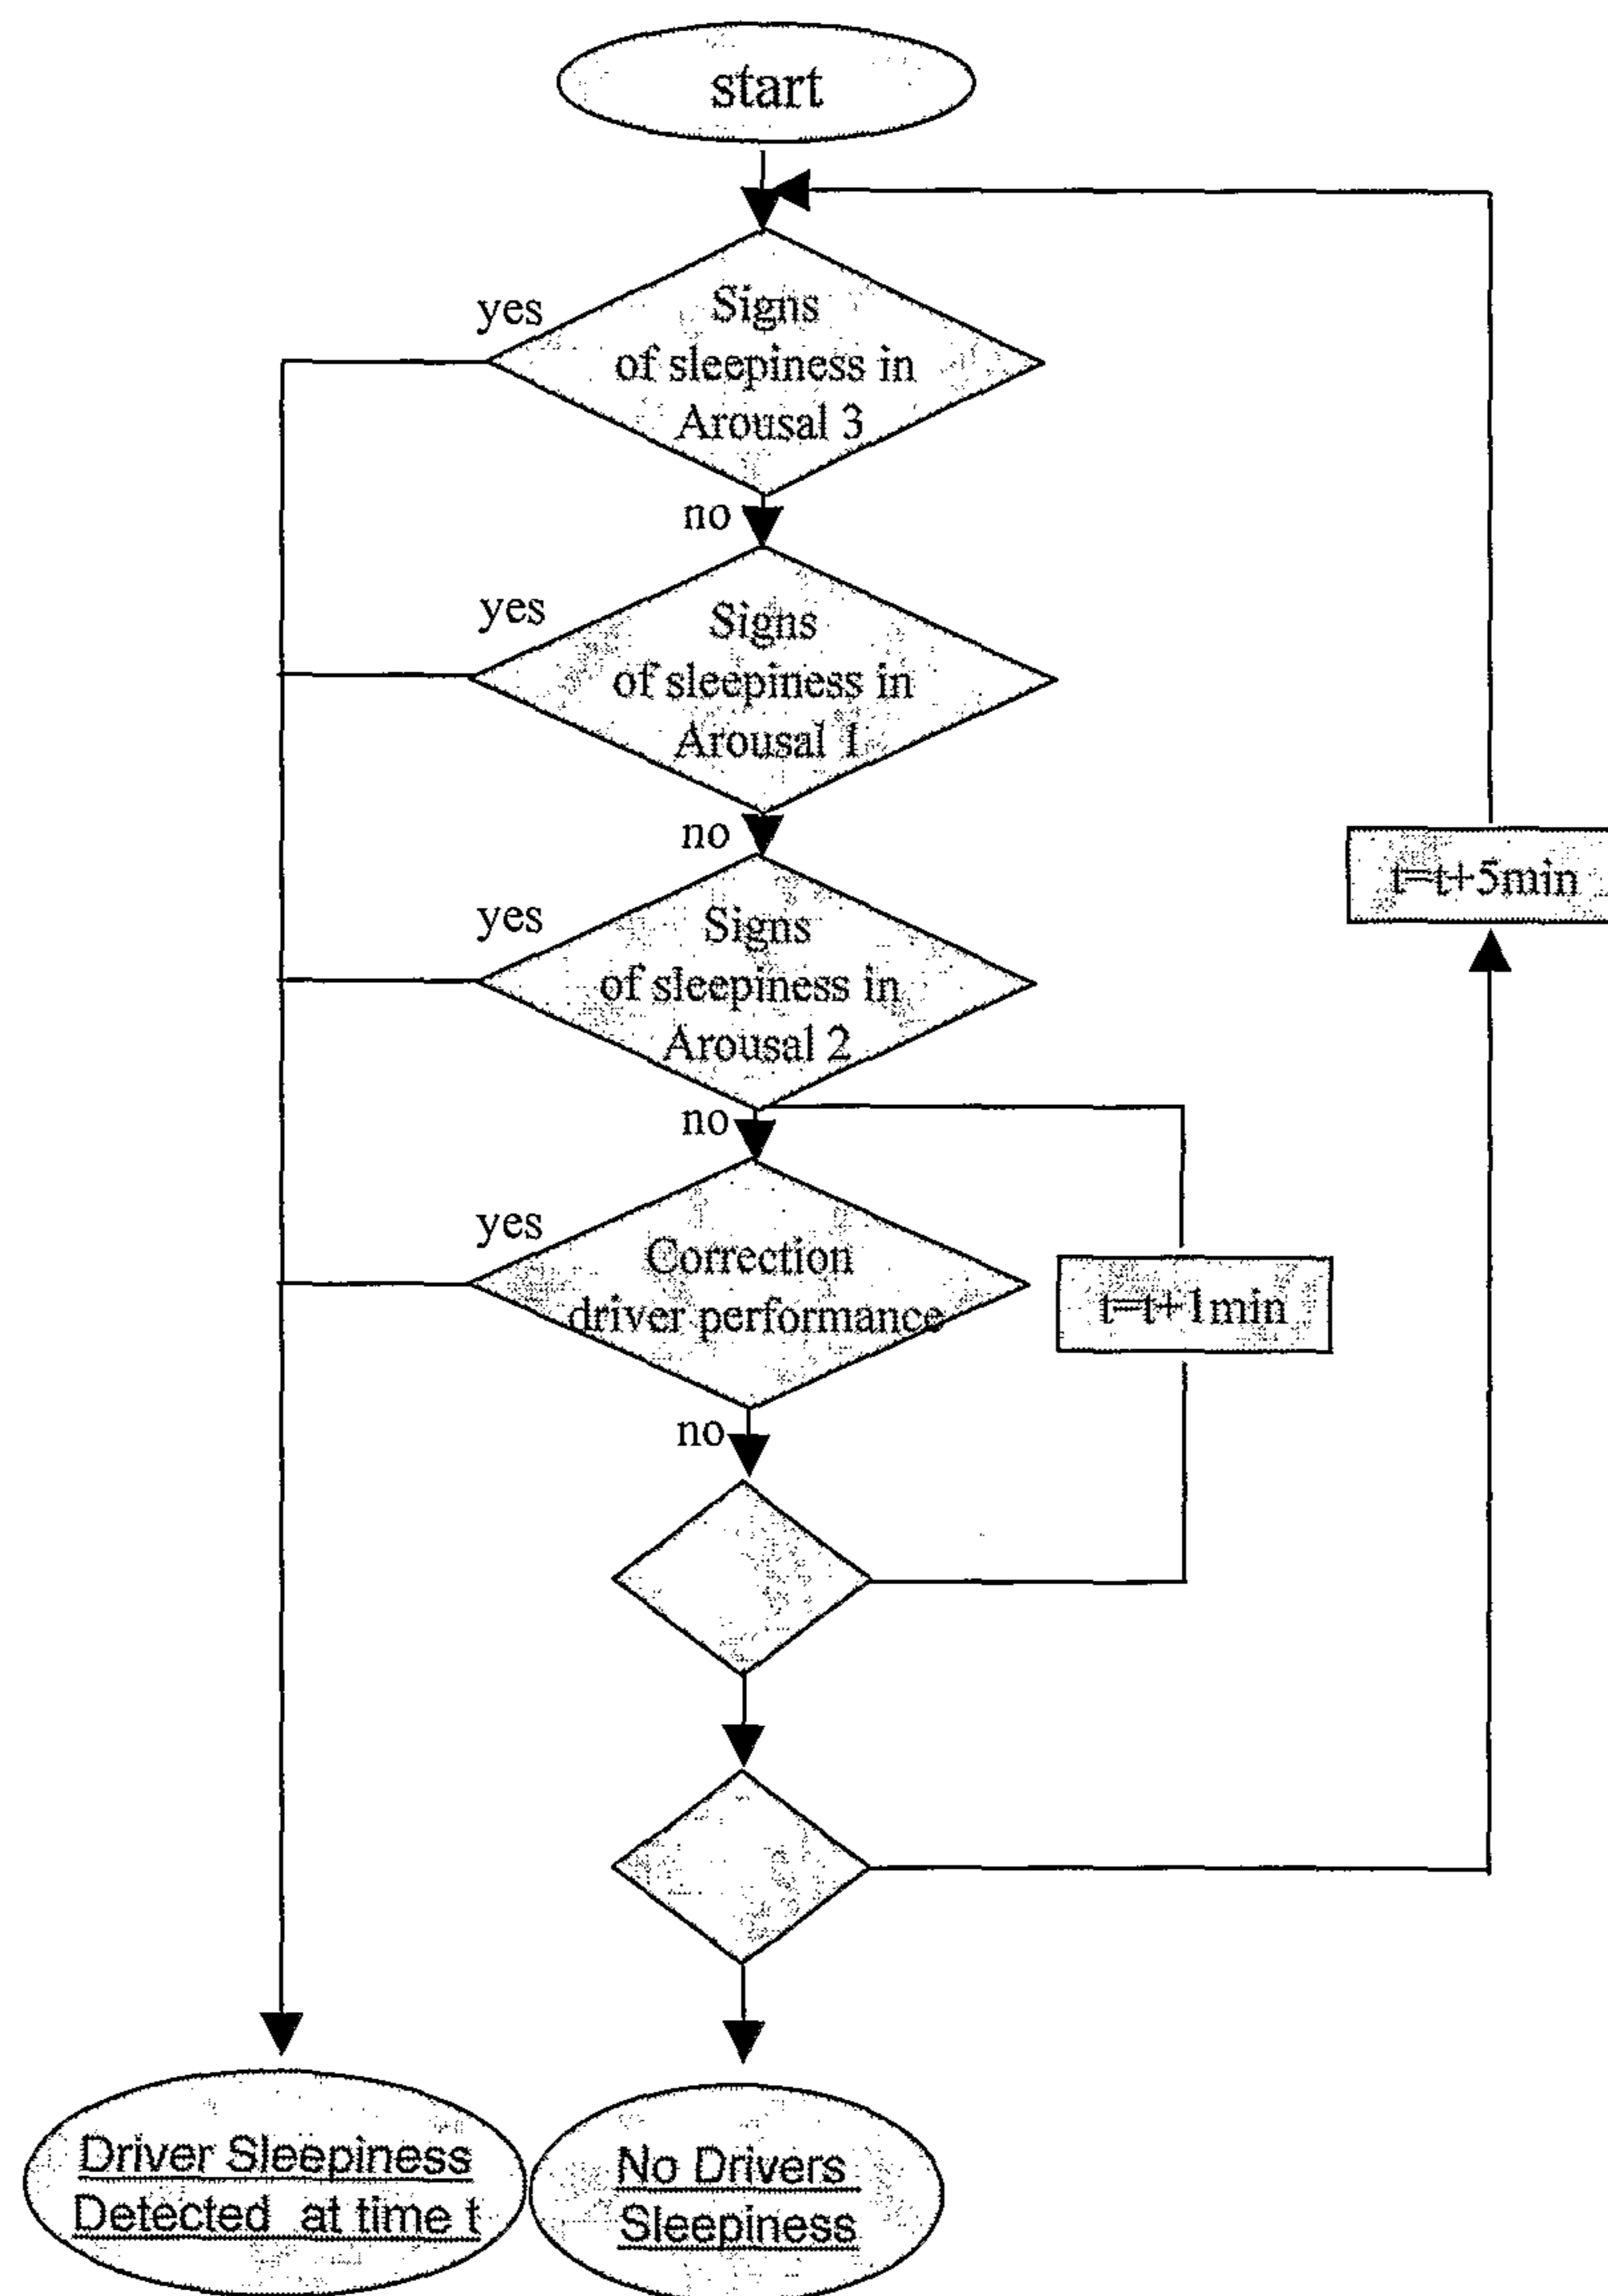 start
yes
Signs
of sleepiness in
Arousal 3
no
yes
Signs
of sleepiness in
Arousal 1
no
t=t+5min
yes
Signs
of sleepiness in
Arousal 2
no
yes
Correction
driver performance
t=t+1min
no
Driver Sleepiness
Detected at time t
No Drivers
Sleepiness